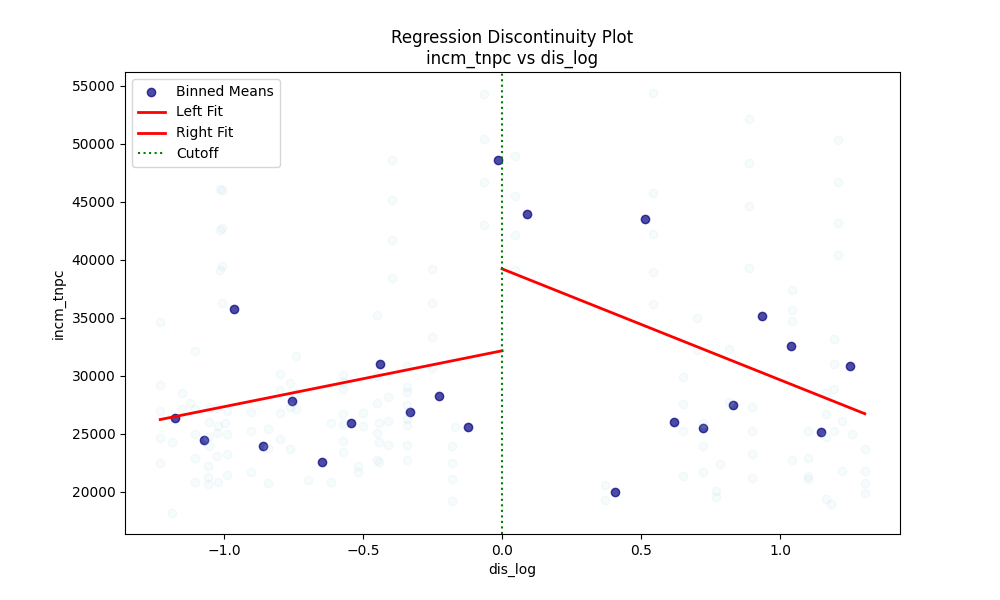 Regression Discontinuity Plot
incm_tnpc vs dis_log
Binned Means
Left Fit
Right Fit
Cutoff
55000
50000
45000
40000
35000
30000
25000
20000
incm_tnpc
−1.0
−0.5
0.0
0.5
1.0
dis_log